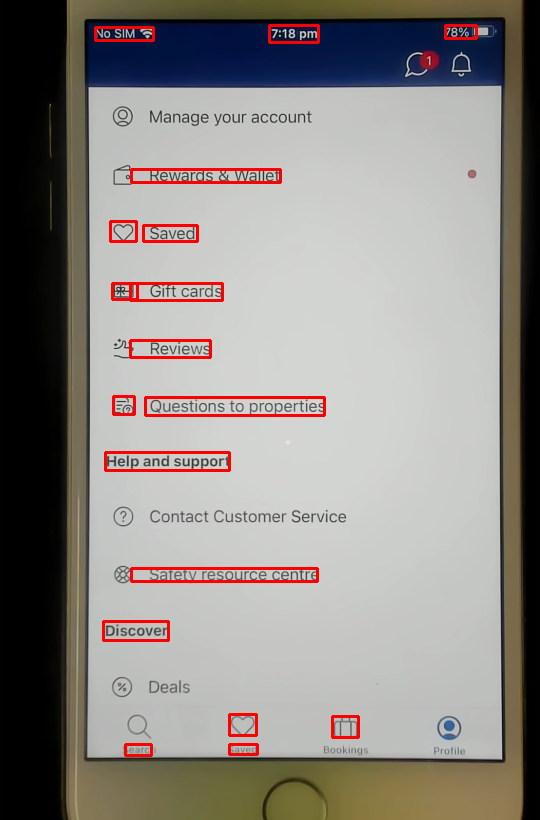 No SIM 7:18 pm 78%
1
Manage your account
Rewards & Wallet
Saved
Gift cards
Reviews
Questions to properties
Help and support
Contact Customer Service
Safety resource centre
Discover
% Deals
Search Saved Bookings Profile